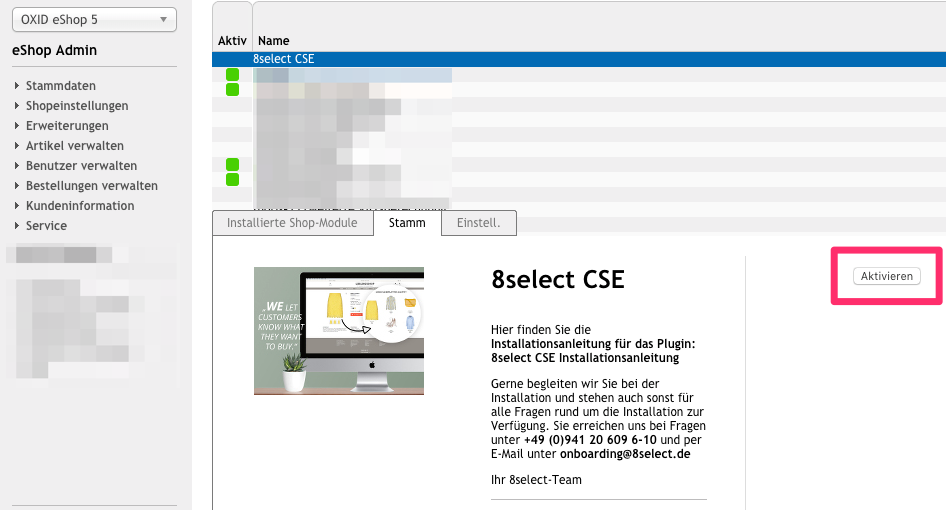 OXID eShop 5
eShop Admin
Stammdaten
Shopeinstellungen
Erweiterungen
Artikel verwalten
Benutzer verwalten
Bestellungen verwalten
Kundeninformation
Service
Aktiv Name
8select CSE
Installierte Shop-Module Stamm Einstell.
„WE LET
CUSTOMERS
KNOW WHAT
THEY WANT
TO BUY."
8select CSE
Aktivieren
Hier finden Sie die
Installationsanleitung für das Plugin:
8select CSE Installationsanleitung
Gerne begleiten wir Sie bei der
Installation und stehen auch sonst für
alle Fragen rund um die Installation zur
Verfügung. Sie erreichen uns bei Fragen
unter +49 (0)941 20 609 6-10 und per
E-Mail unter onboarding@8select.de
Ihr 8select-Team